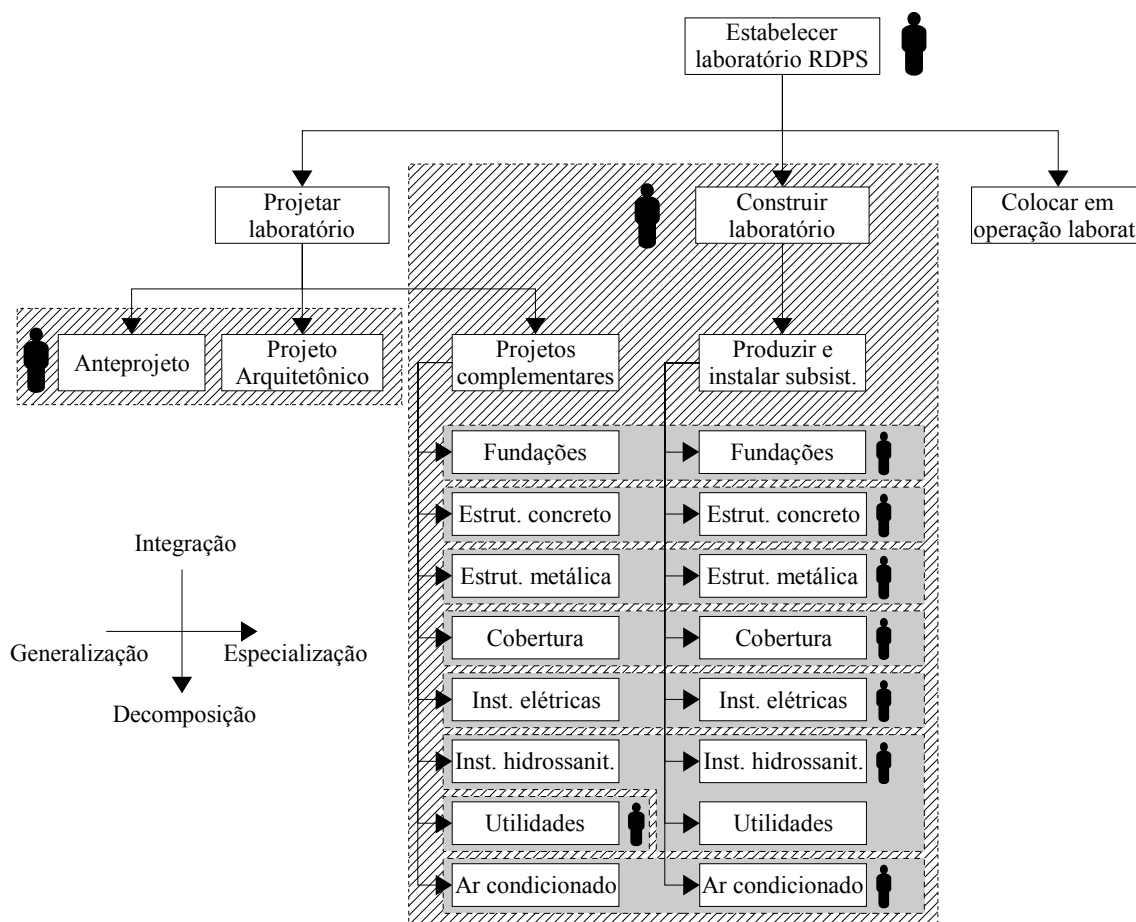 Estabelecer
laboratório RDPS
Projetar
laboratório
Construir
laboratório
Colocar em
operação laborat
Anteprojeto
Projeto
Arquitetônico
Projetos
complementares
Produzir e
instalar subsist.
Fundações
Fundações
Estrut. concreto
Estrut. concreto
Estrut. metálica
Estrut. metálica
Cobertura
Cobertura
Inst. elétricas
Inst. elétricas
Inst. hidrossanit.
Inst. hidrossanit.
Utilidades
Utilidades
Ar condicionado
Ar condicionado
Integração
Generalização
Especialização
Decomposição